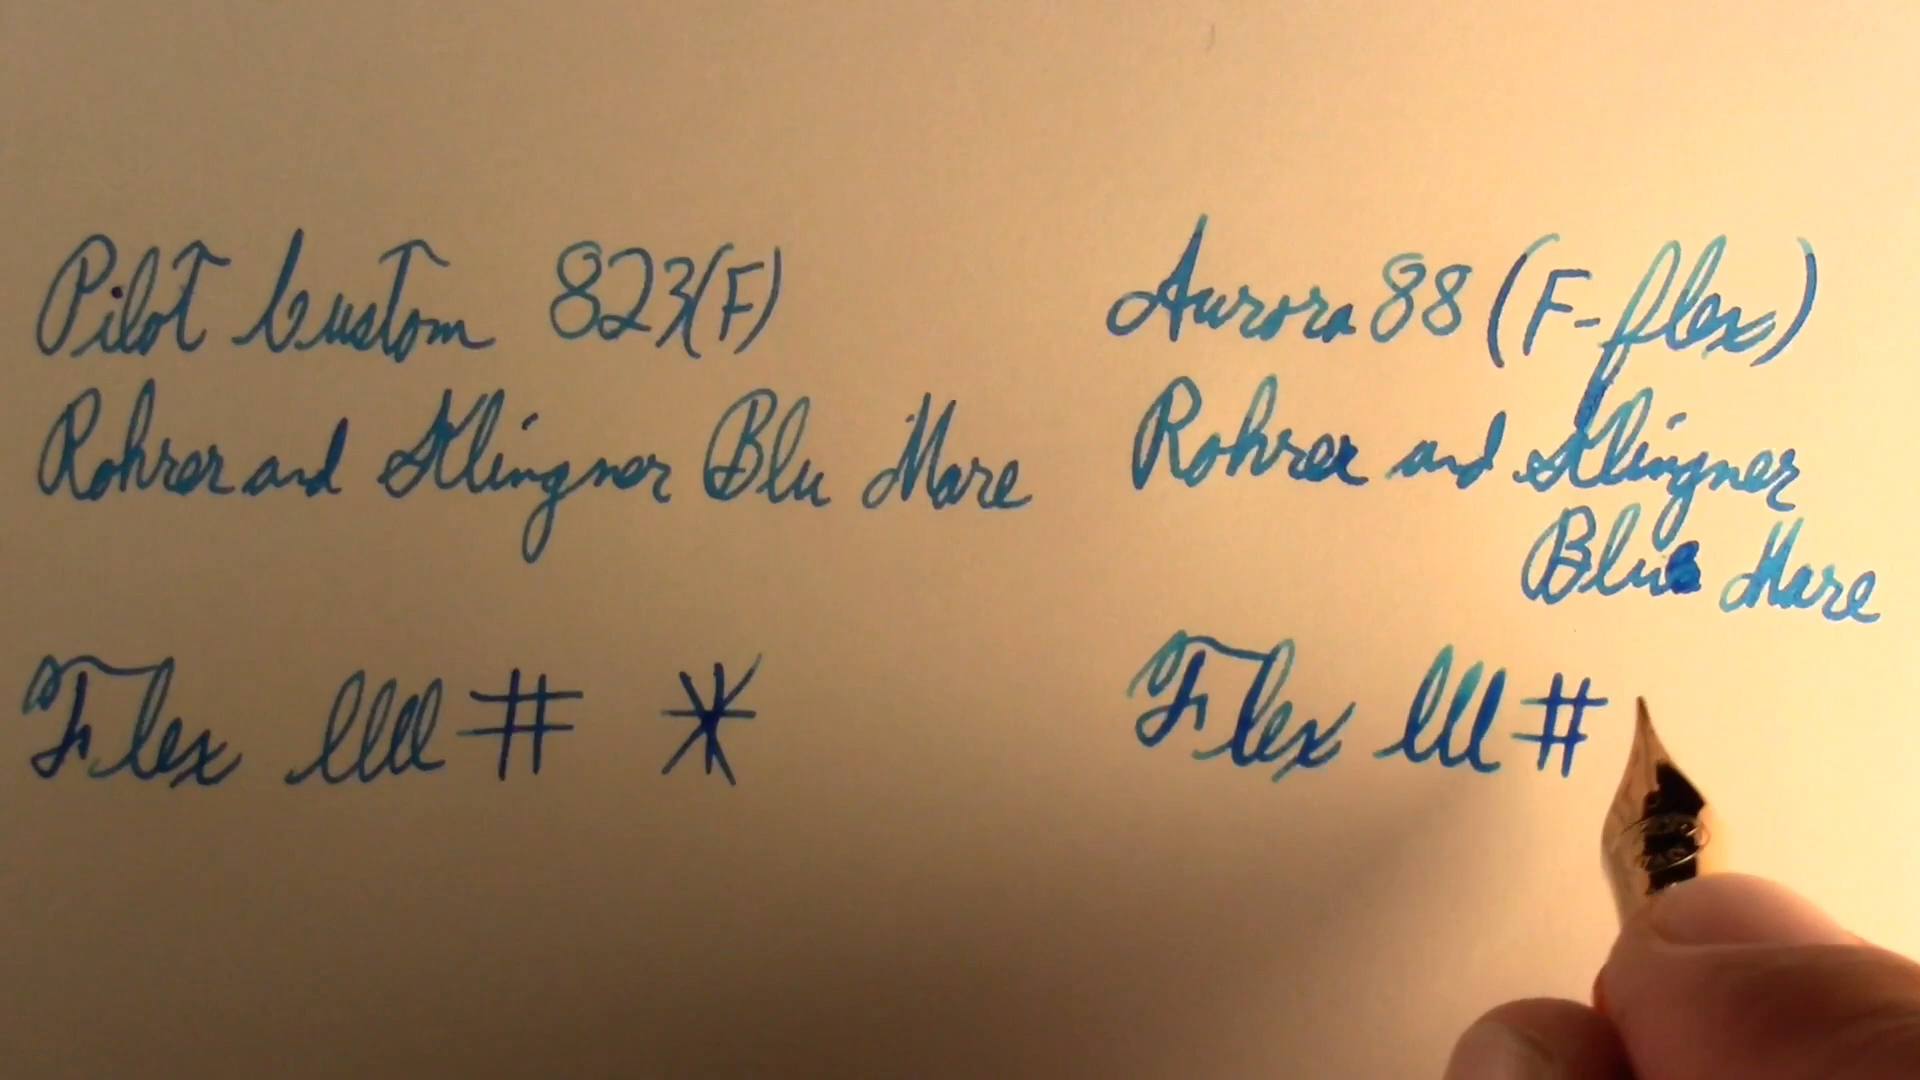 Pilot Custom 823(F)
Rohrer and Klingner Blu Mare
Flex llll # *
Aurora 88 (F-flex)
Rohrer and Klingner
Blu Mare
Flex lll #